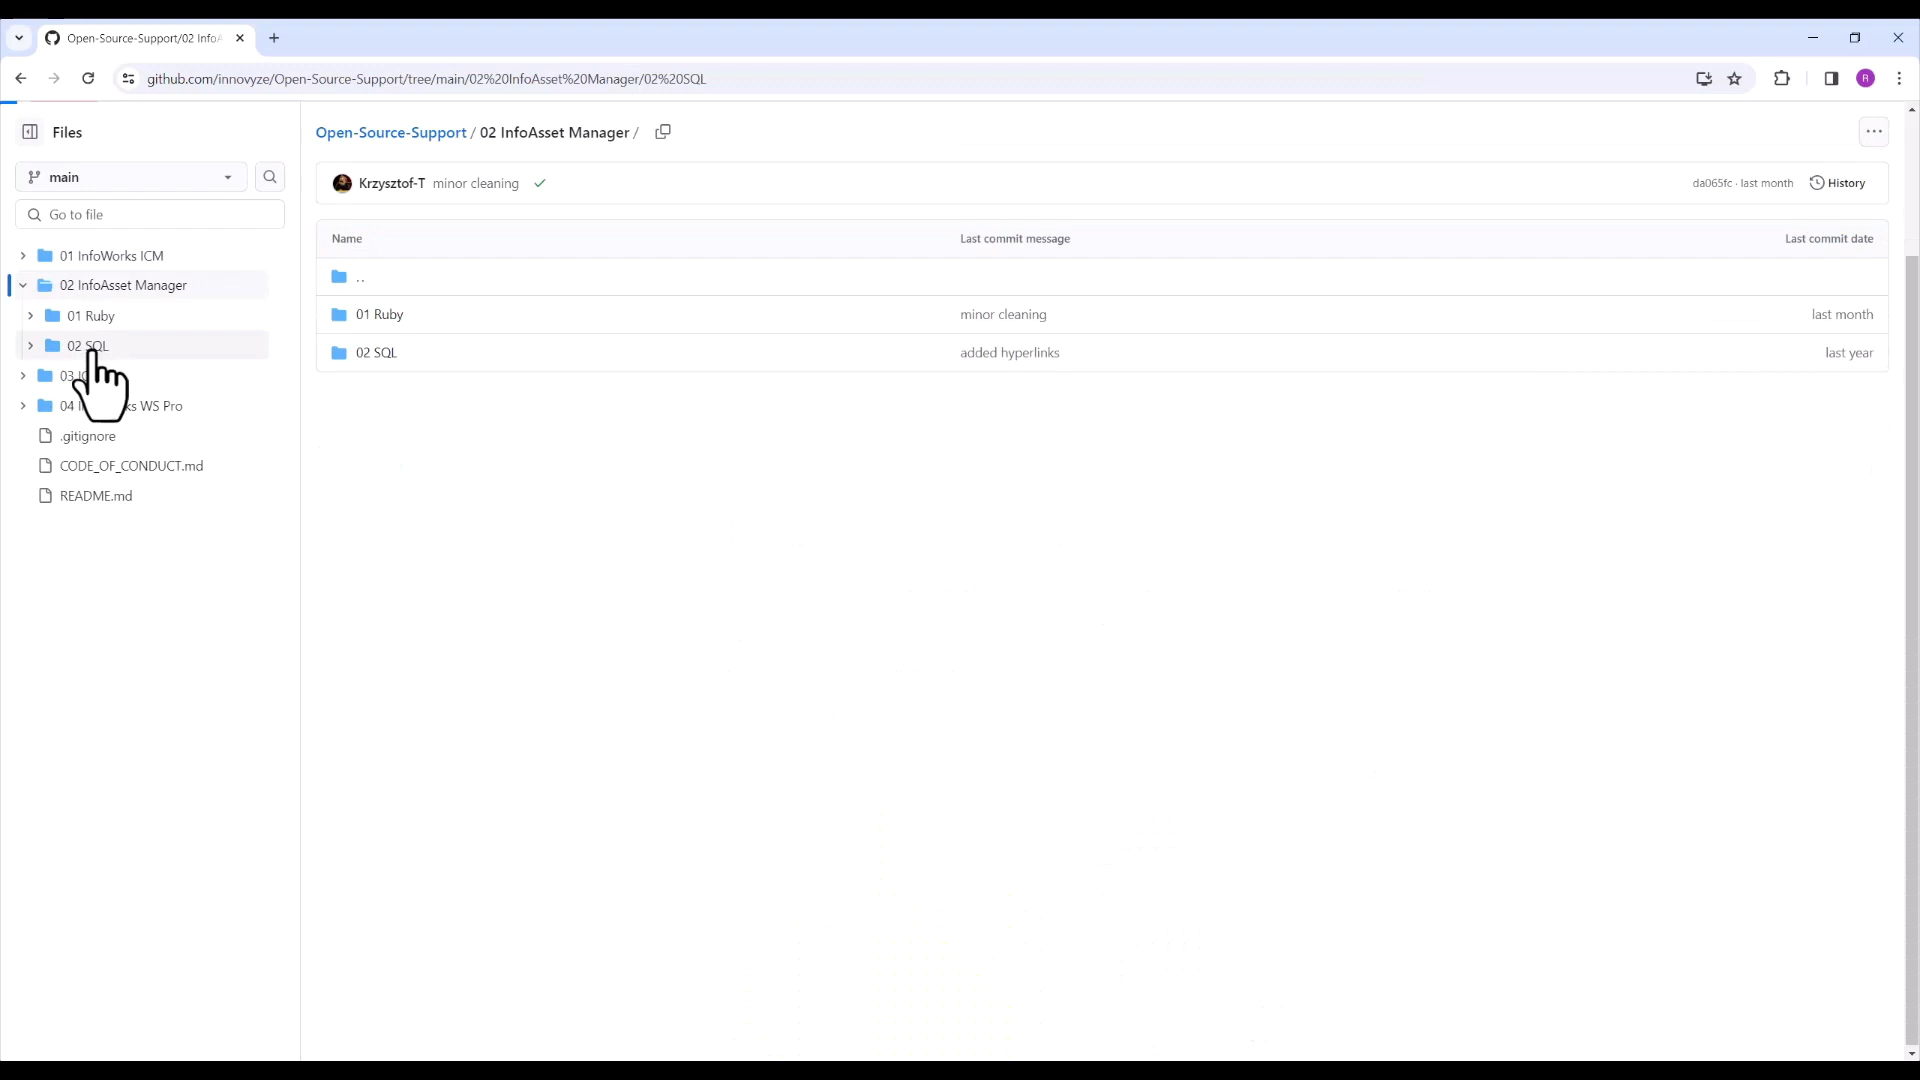 Open-Source-Support/02 InfoA
github.com/innovyze/Open-Source-Support/tree/main/02%20InfoAsset%20Manager/02%20SQL
R
Files
Open-Source-Support / 02 InfoAsset Manager /
main
Krzysztof-T minor cleaning
da065fc · last month
History
Go to file
Name
Last commit message
Last commit date
01 InfoWorks ICM
02 InfoAsset Manager
..
01 Ruby
01 Ruby
minor cleaning
last month
02 SQL
02 SQL
added hyperlinks
last year
03
04
WS Pro
.gitignore
CODE_OF_CONDUCT.md
README.md